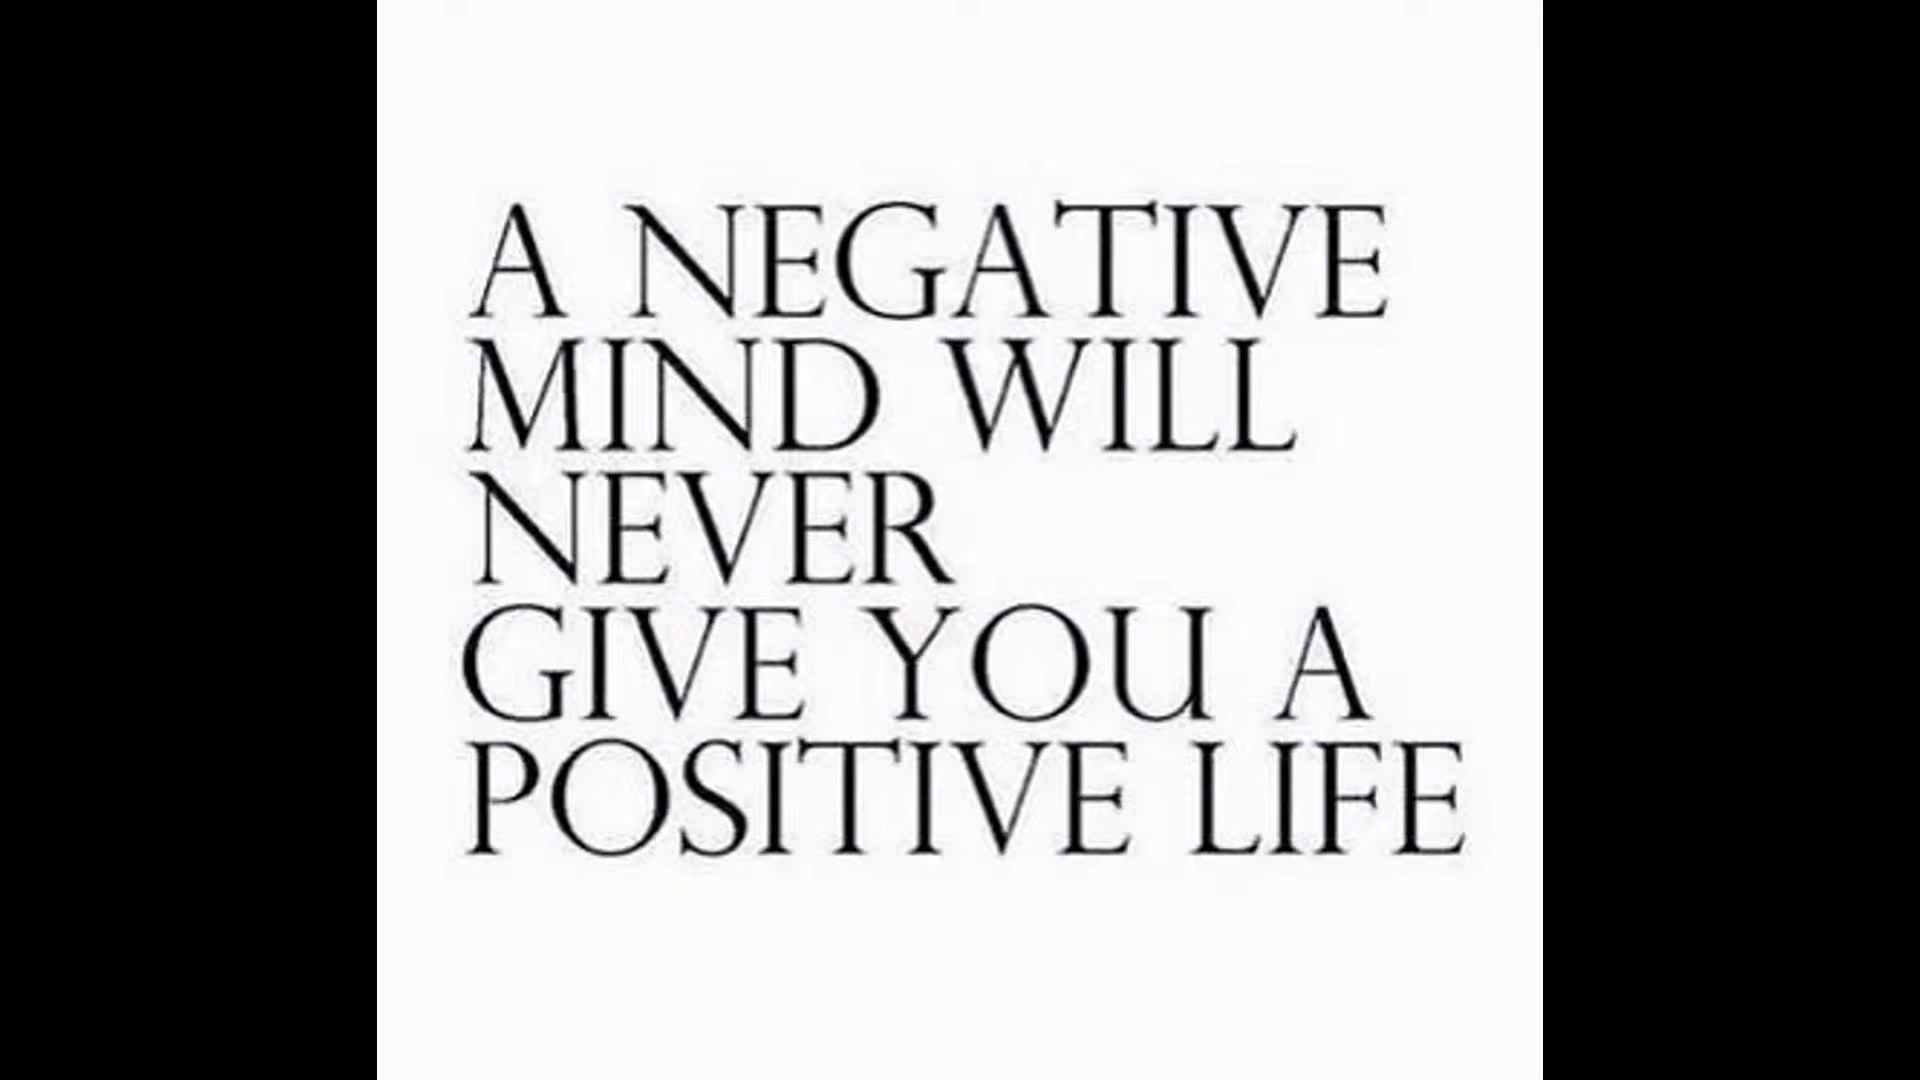 A NEGATIVE
MIND WILL
NEVER
GIVE YOU A
POSITIVE LIFE